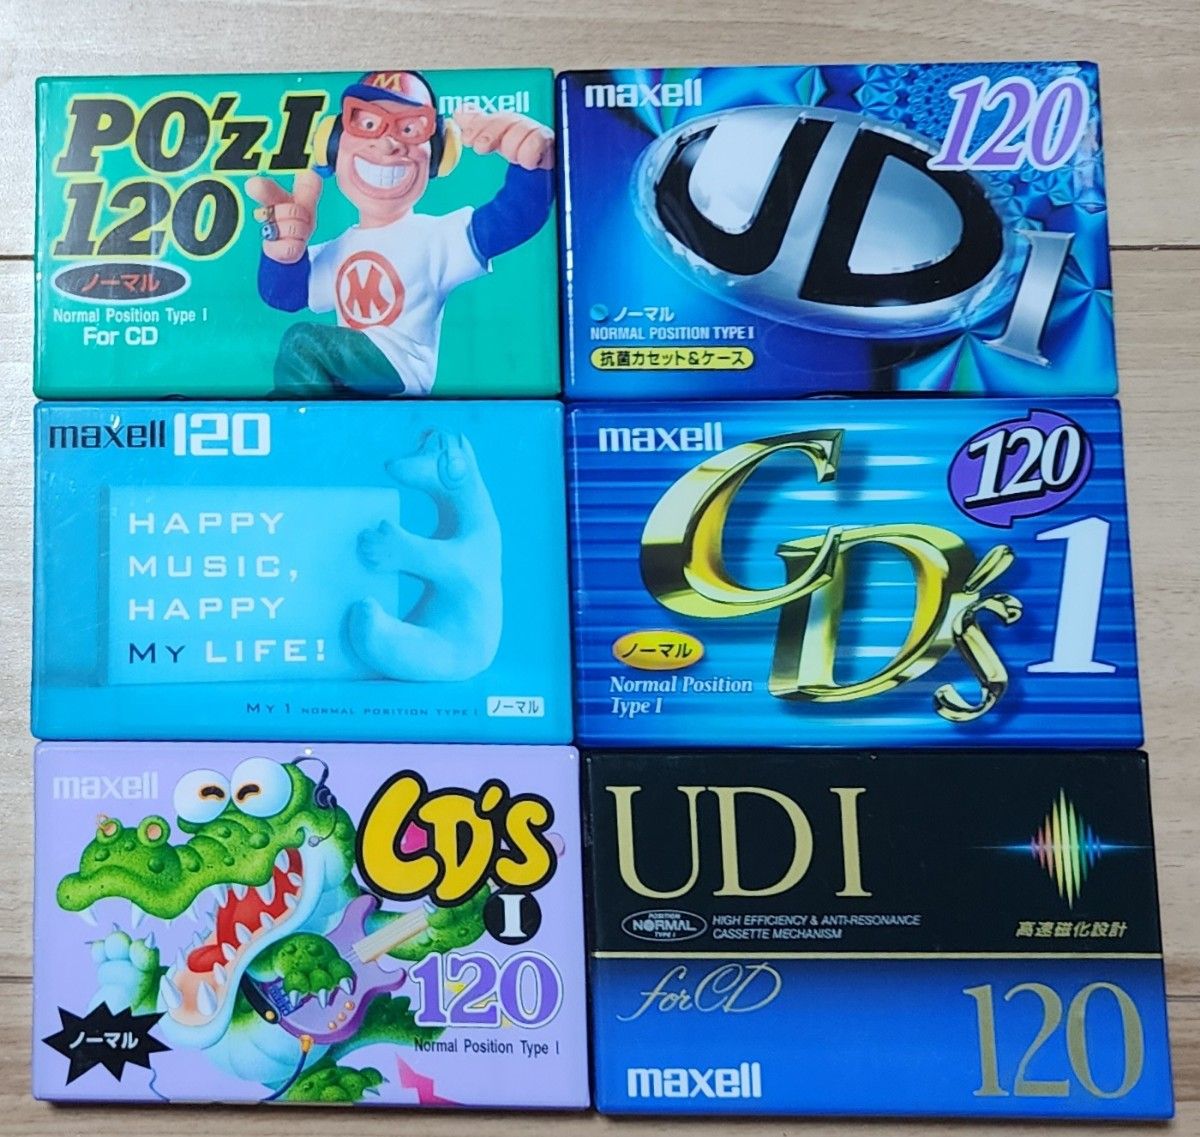 PO'z I
maxell
120
ノーマル
Normal Position Type I
For CD
M
M
maxell
120
UD I
ノーマル
NORMAL POSITION TYPE I
抗菌カセット&ケース
maxell 120
HAPPY
MUSIC,
HAPPY
MY LIFE!
MY 1 NORMAL POSITION TYPE I ノーマル
maxell
120
CD's 1
ノーマル
Normal Position
Type I
maxell
CD'S
I
120
ノーマル
Normal Position Type I
UD I
POSITION
NORMAL
TYPE I
HIGH EFFICIENCY & ANTI-RESONANCE
CASSETTE MECHANISM
高速磁化設計
for CD
120
maxell